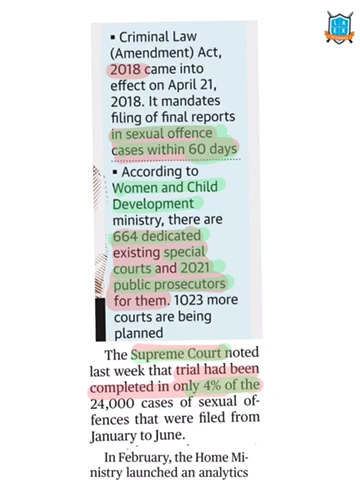 ▪ Criminal Law
(Amendment) Act,
2018 came into
effect on April 21,
2018. It mandates
filing of final reports
in sexual offence
cases within 60 days
▪ According to
Women and Child
Development
ministry, there are
664 dedicated
existing special
courts and 2021
public prosecutors
for them. 1023 more
courts are being
planned
The Supreme Court noted
last week that trial had been
completed in only 4% of the
24,000 cases of sexual of-
fences that were filed from
January to June.
In February, the Home Mi-
nistry launched an analytics